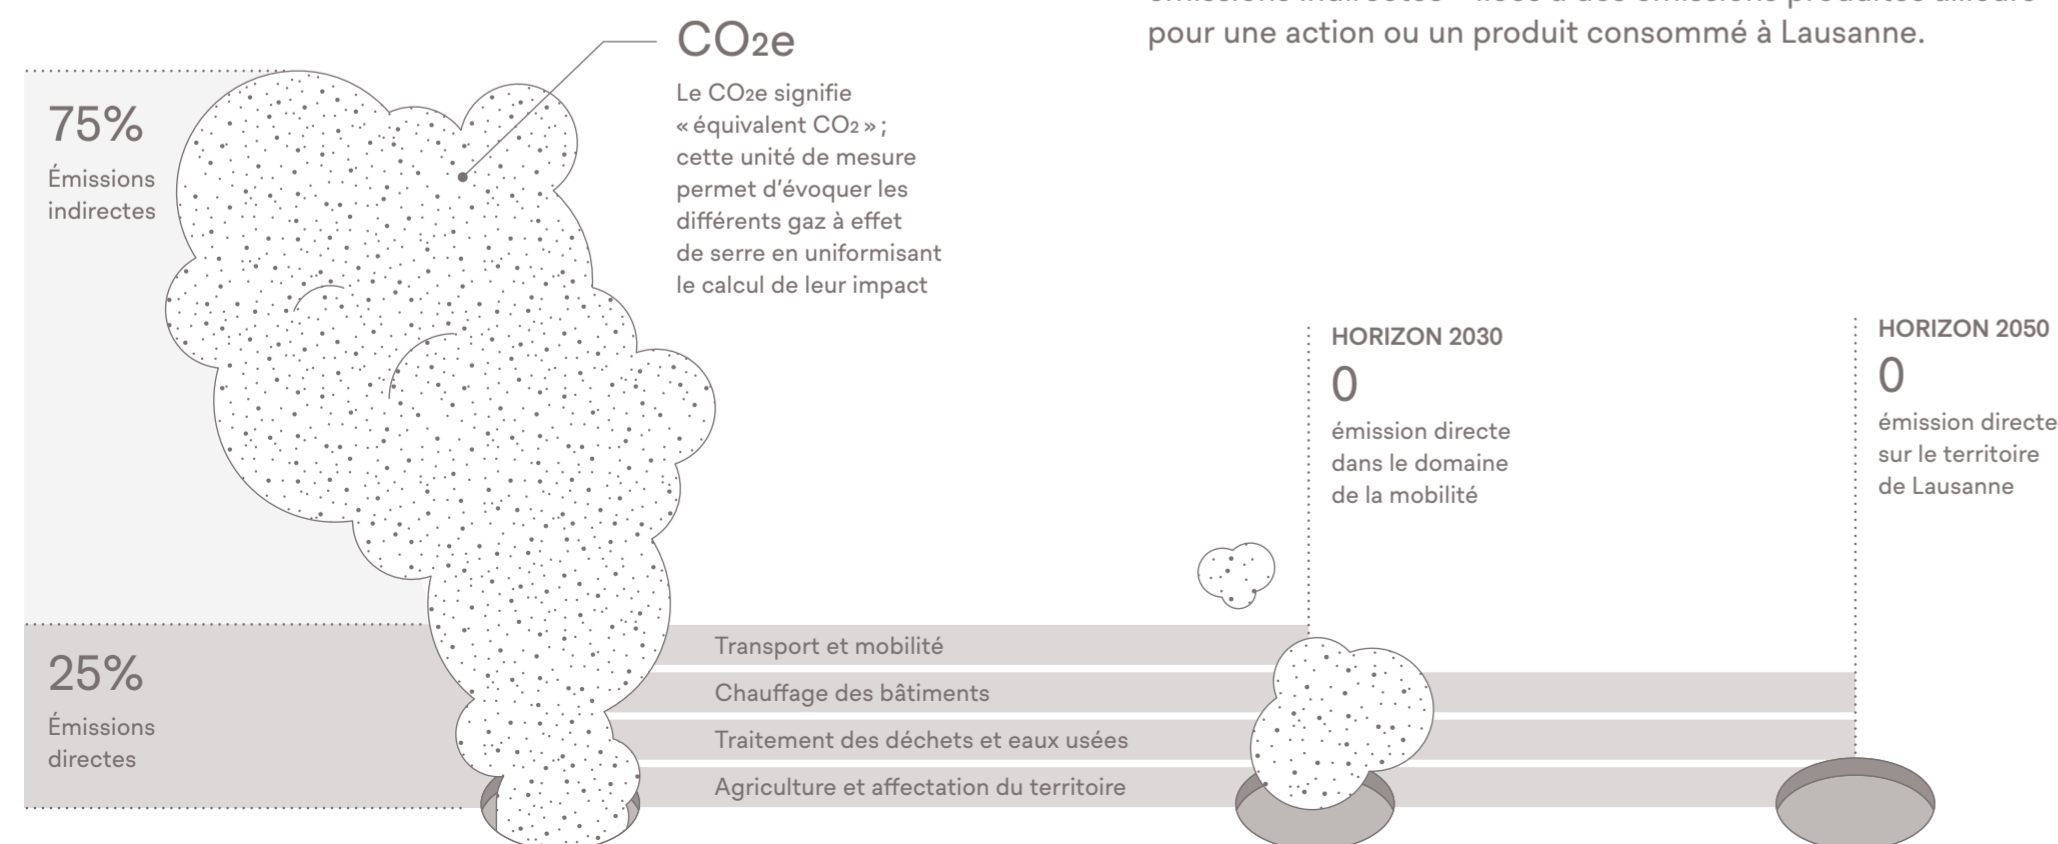 pour une action ou un produit consommé à Lausanne.
CO2e
Le CO2e signifie
« équivalent CO2 » ;
cette unité de mesure
permet d’évoquer les
différents gaz à effet
de serre en uniformisant
le calcul de leur impact
75%
Émissions
indirectes
25%
Émissions
directes
Transport et mobilité
Chauffage des bâtiments
Traitement des déchets et eaux usées
Agriculture et affectation du territoire
HORIZON 2030
0
émission directe
dans le domaine
de la mobilité
HORIZON 2050
0
émission directe
sur le territoire
de Lausanne